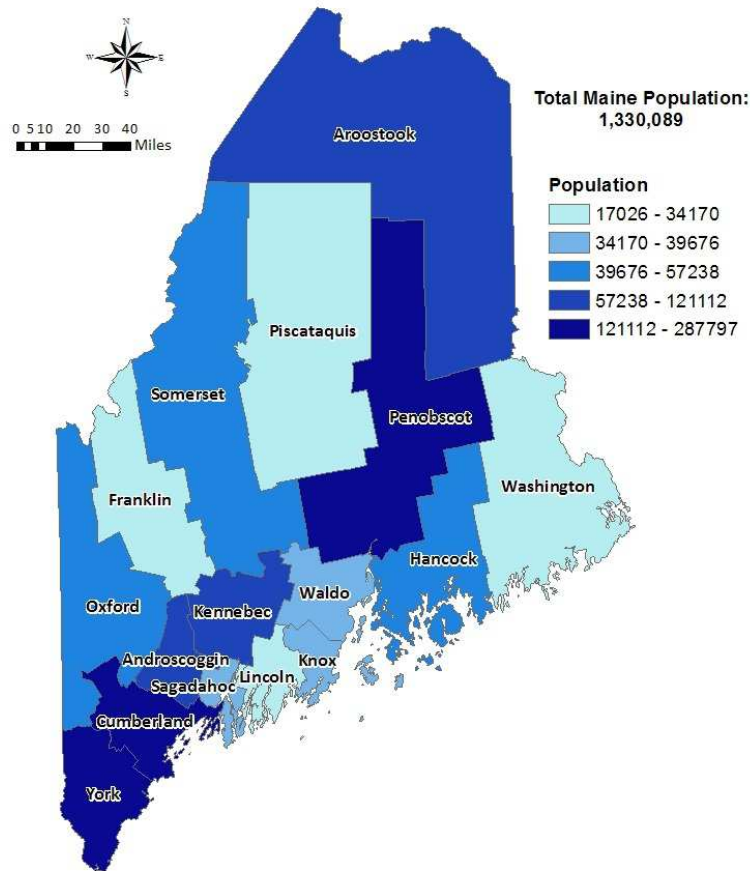 N
W E
S
0 5 10 20 30 40
Miles
Total Maine Population:
1,330,089
Population
17026 - 34170
34170 - 39676
39676 - 57238
57238 - 121112
121112 - 287797
Aroostook
Piscataquis
Somerset
Penobscot
Franklin
Washington
Hancock
Oxford
Kennebec
Waldo
Androscoggin
Knox
Lincoln
Sagadahoc
Cumberland
York